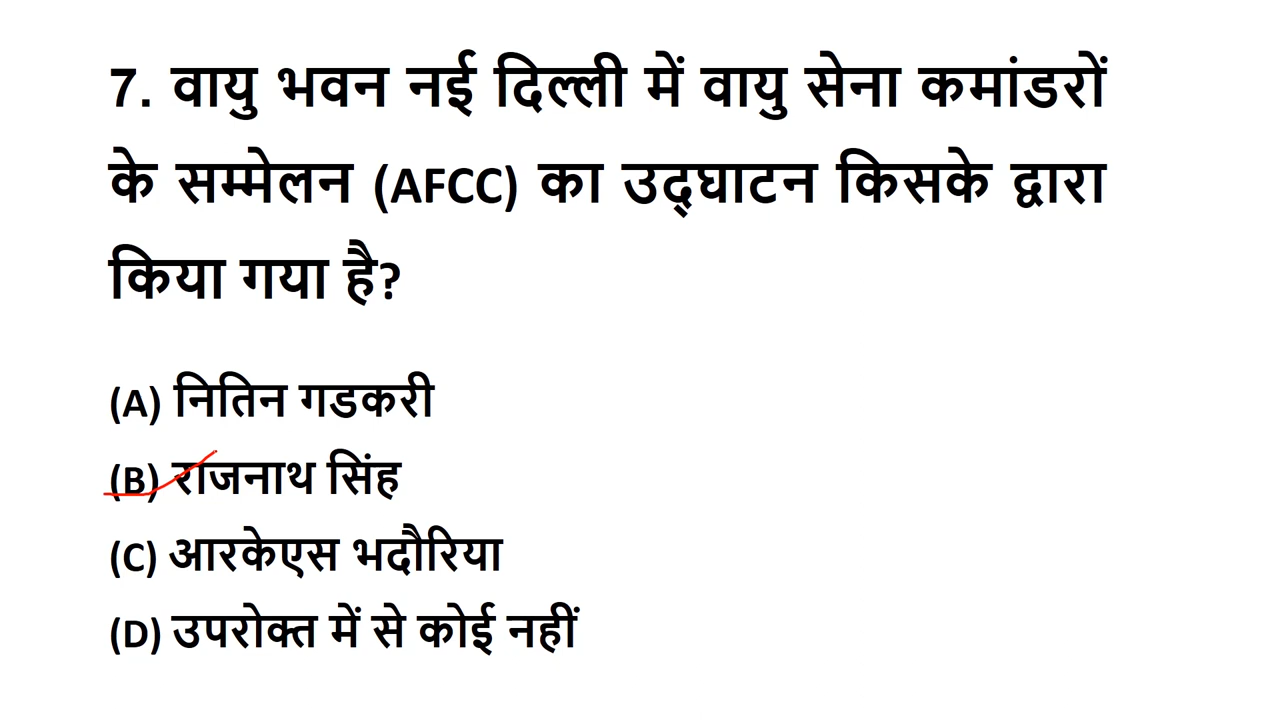 7. वायु भवन नई दिल्ली में वायु सेना कमांडरों
के सम्मेलन (AFCC) का उद्घाटन किसके द्वारा
किया गया है?
(A) नितिन गडकरी
(B) राजनाथ सिंह
(C) आरकेएस भदौरिया
(D) उपरोक्त में से कोई नहीं